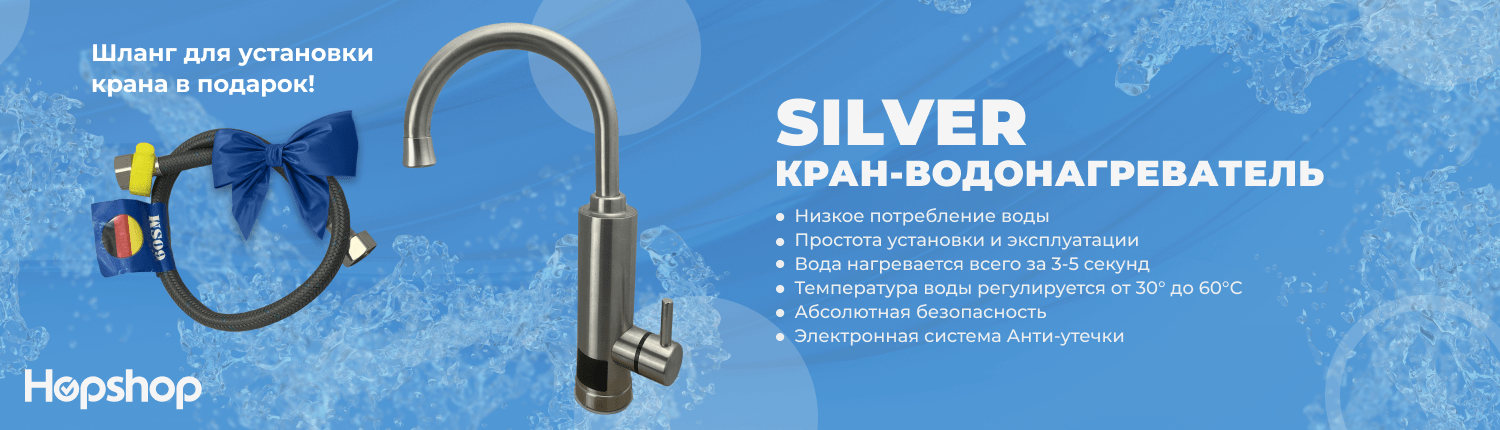 Шланг для установки
крана в подарок!
60SM
SILVER
КРАН-ВОДОНАГРЕВАТЕЛЬ
Низкое потребление воды
Простота установки и эксплуатации
Вода нагревается всего за 3-5 секунд
Температура воды регулируется от 30° до 60°C
Абсолютная безопасность
Электронная система Анти-утечки
Hopshop